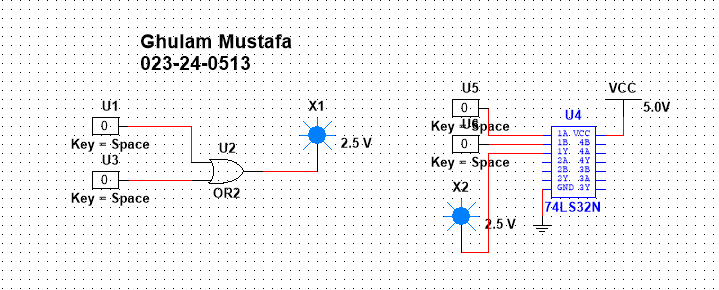 Ghulam Mustafa
023-24-0513
U1
0
Key = Space
U3
0
Key = Space
U2
OR2
X1
2.5 V
U5
0
Key = Space
U6
0
Key = Space
X2
2.5 V
VCC
5.0V
U4
1A VCC
1B 4B
1Y 4A
2A 4Y
2B 3B
2Y 3A
GND 3Y
74LS32N